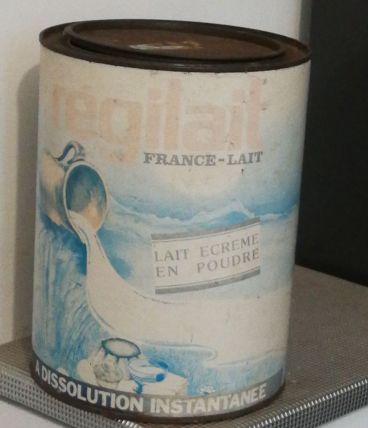 régilait
FRANCE-LAIT
LAIT ECREME
EN POUDRE
A DISSOLUTION INSTANTANEE